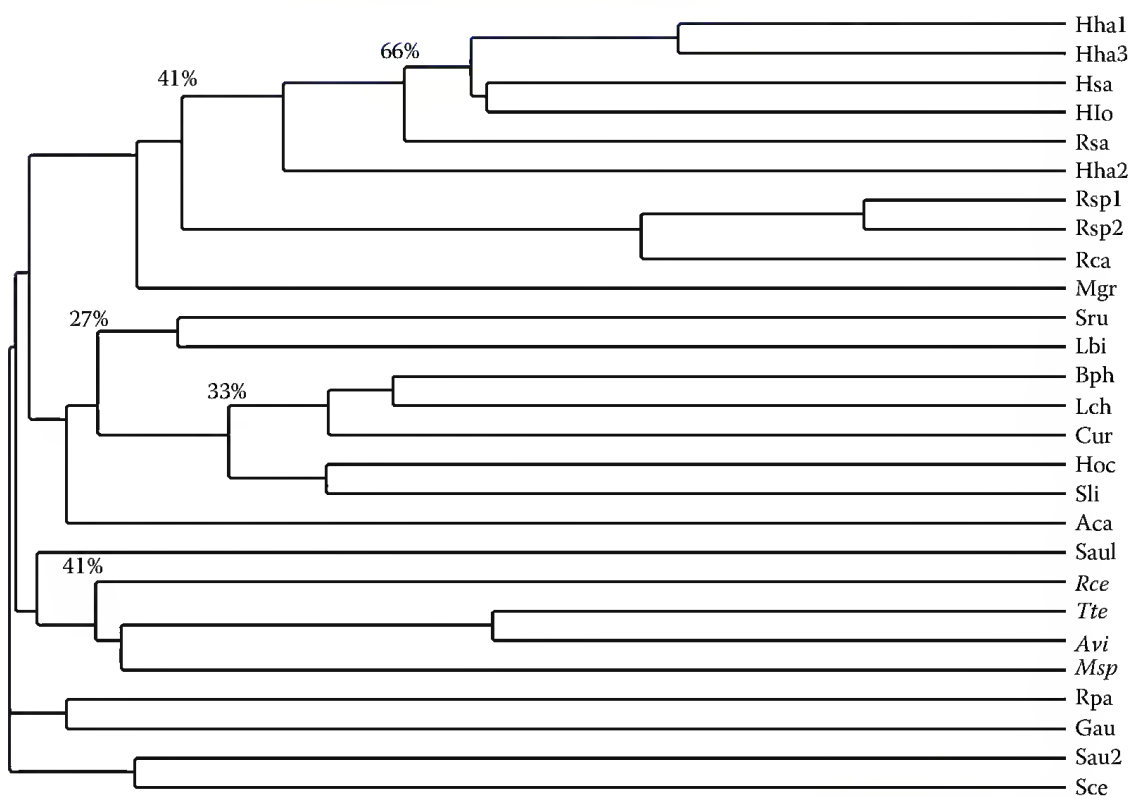 Hha1
66%
Hha3
41%
Hsa
Hlo
Rsa
Hha2
Rsp1
Rsp2
Rca
Mgr
27%
Sru
Lbi
Bph
33%
Lch
Cur
Hoc
Sli
Aca
Saul
41%
Rce
Tte
Avi
Msp
Rpa
Gau
Sau2
Sce